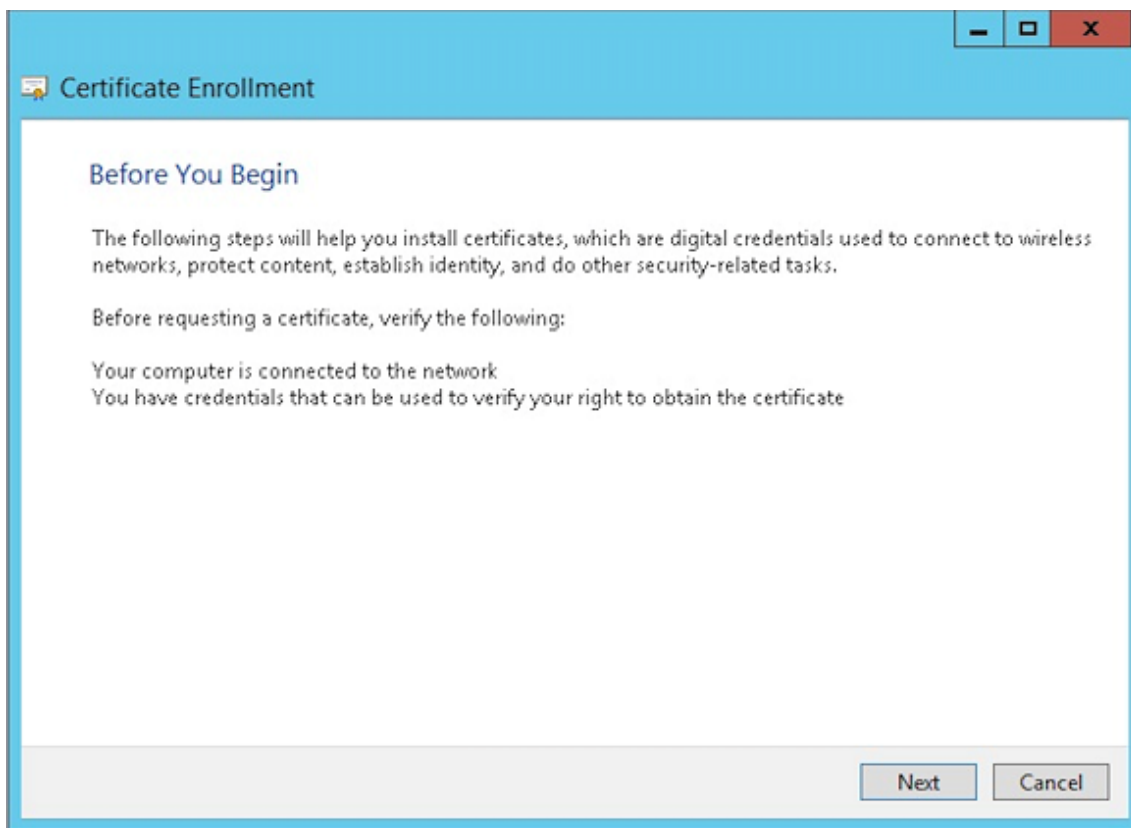 Certificate Enrollment
Before You Begin
The following steps will help you install certificates, which are digital credentials used to connect to wireless
networks, protect content, establish identity, and do other security-related tasks.
Before requesting a certificate, verify the following:
Your computer is connected to the network
You have credentials that can be used to verify your right to obtain the certificate
Next Cancel